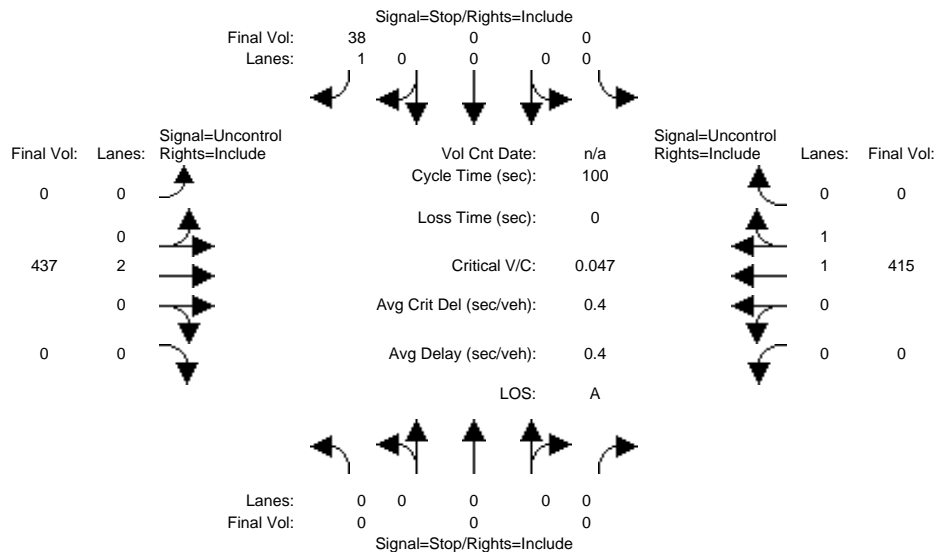 Signal=Stop/Rights=Include
Final Vol: 38 0 0
Lanes: 1 0 0 0 0
Signal=Uncontrol
Final Vol: Lanes: Rights=Include
Vol Cnt Date: n/a
Signal=Uncontrol
Rights=Include Lanes: Final Vol:
Cycle Time (sec): 100
0 0
0 0
Loss Time (sec): 0
0
1
437 2
Critical V/C: 0.047
1 415
0
Avg Crit Del (sec/veh): 0.4
0
0 0
Avg Delay (sec/veh): 0.4
0 0
LOS: A
Lanes: 0 0 0 0 0
Final Vol: 0 0 0
Signal=Stop/Rights=Include